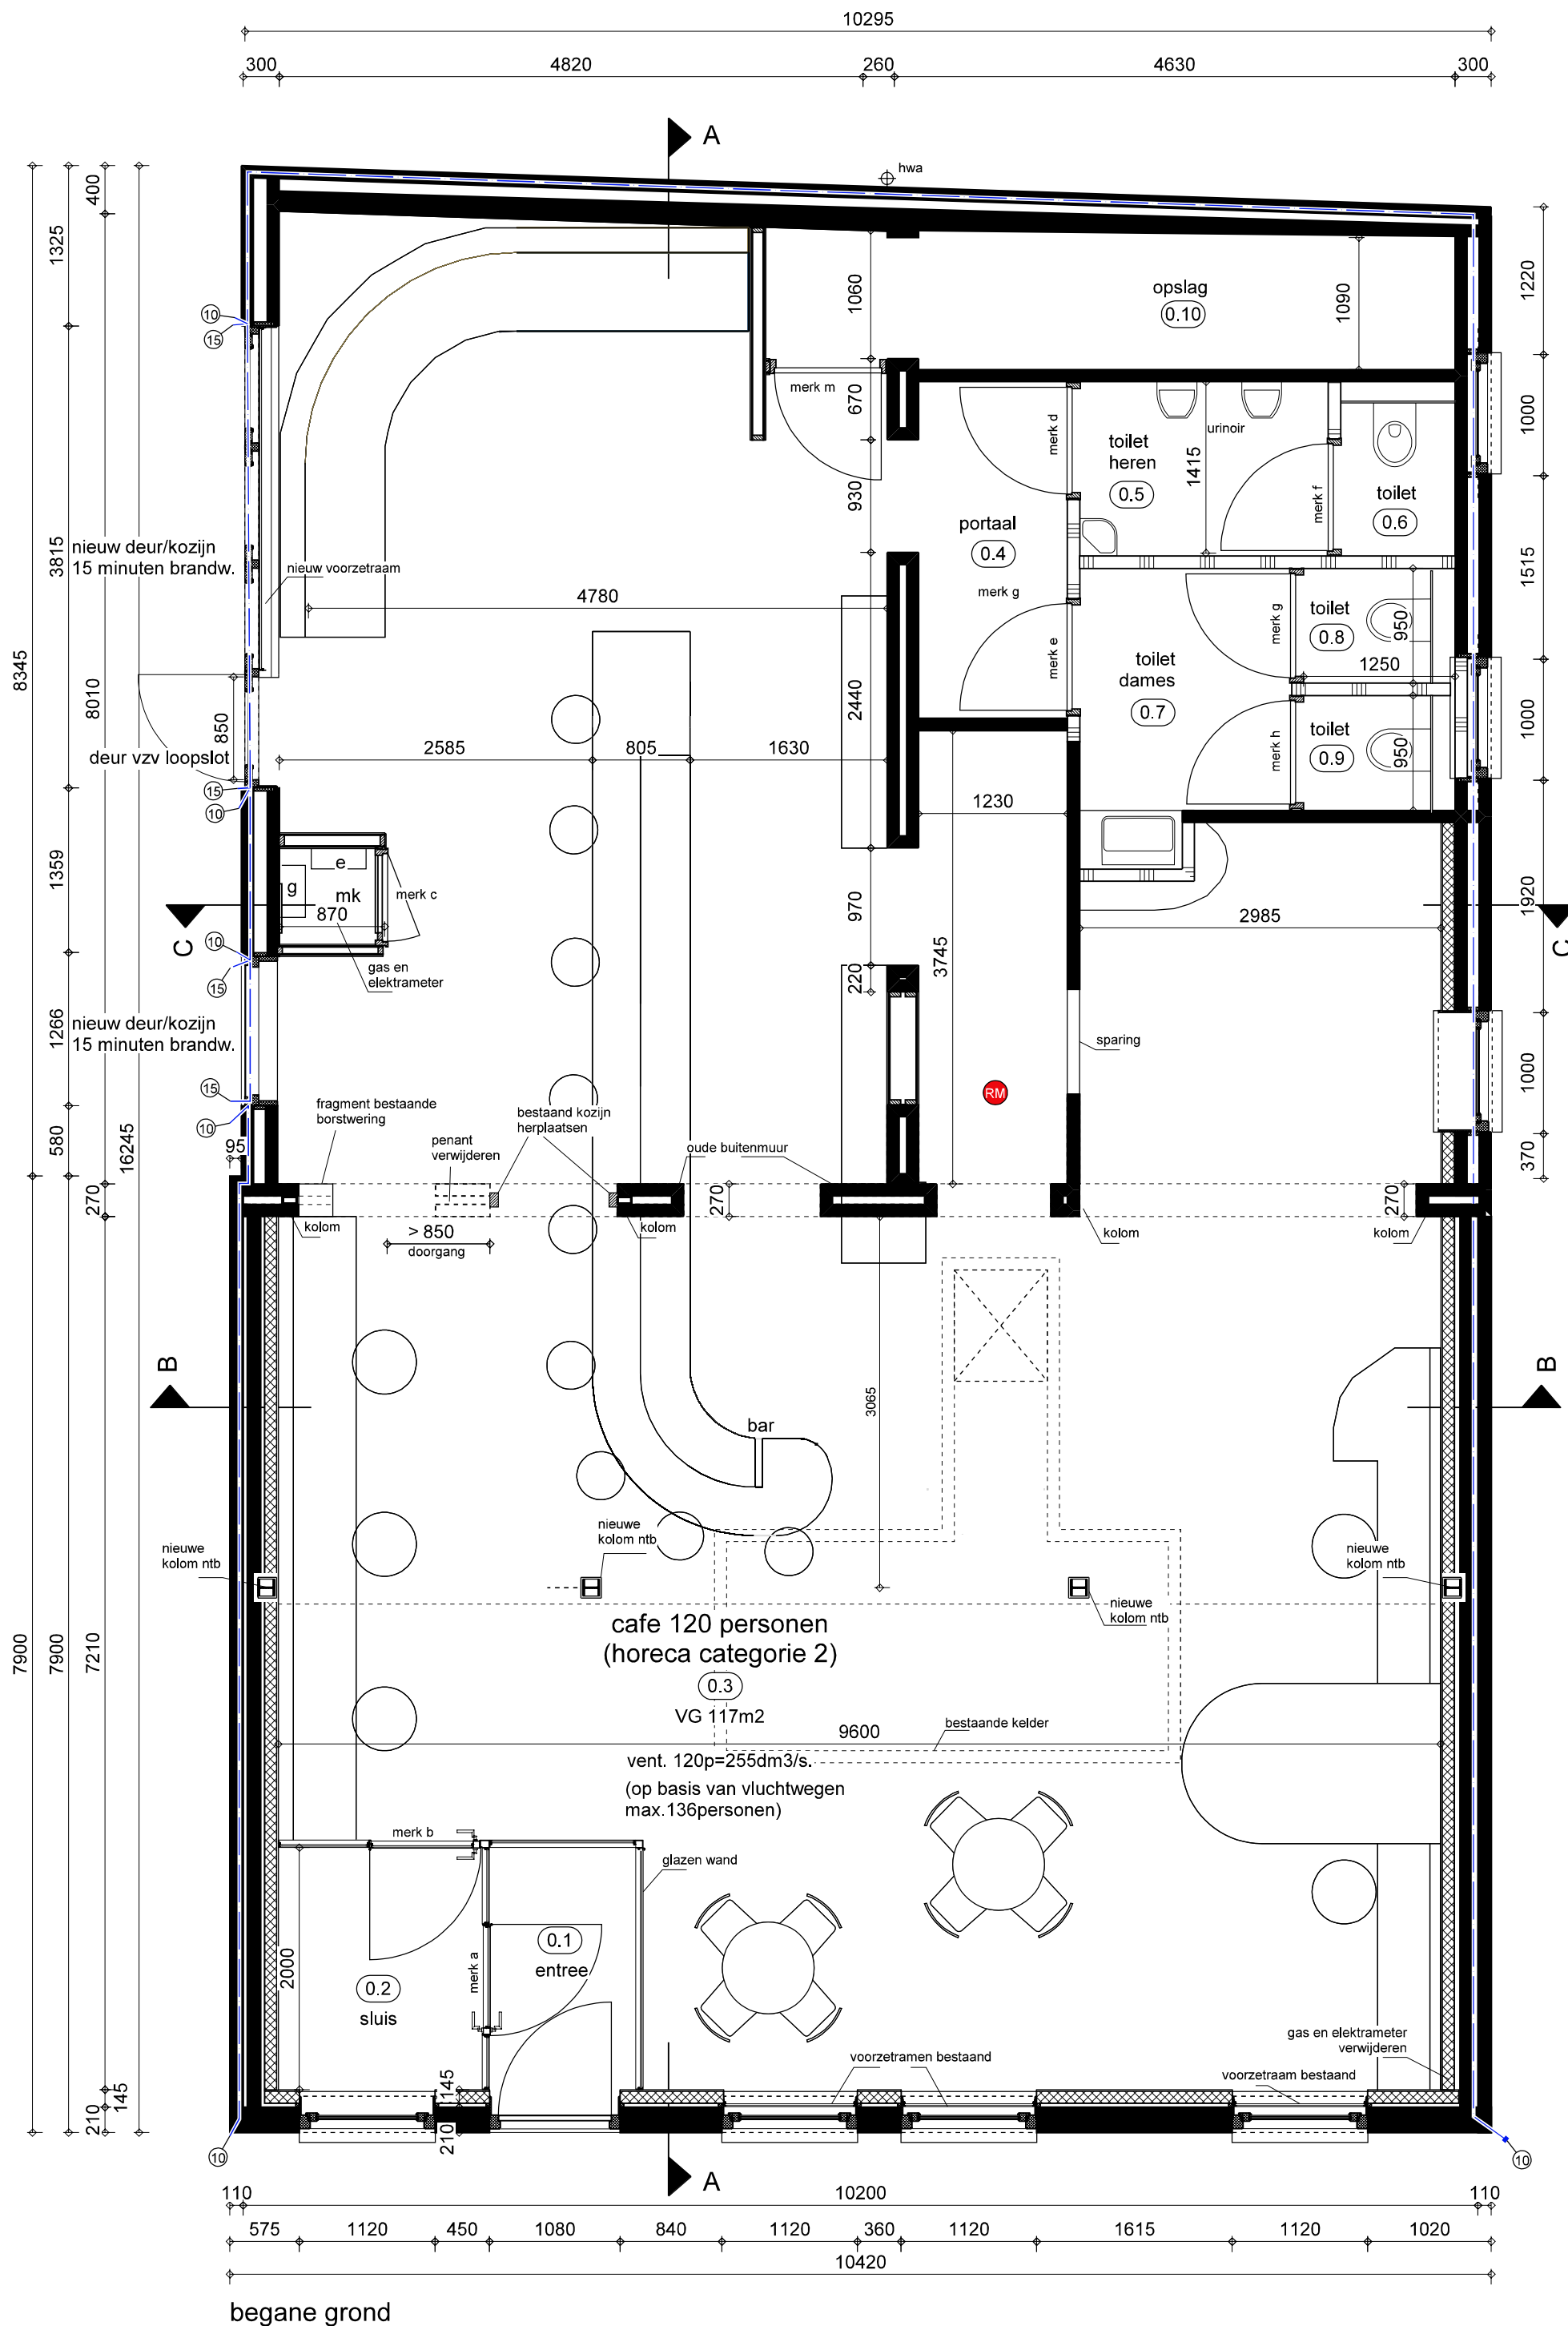 10295
300
4820
260
4630
300
A
hwa
400
1325
1220
1060
opslag
0.10
1090
10
15
merk m
670
merk d
toilet
heren
0.5
urinoir
1415
merk f
toilet
0.6
1000
930
portaal
0.4
3815
nieuw deur/kozijn
15 minuten brandw.
nieuw voorzetraam
1515
4780
merk g
merk e
toilet
dames
0.7
merk g
toilet
0.8
950
1250
8345
8010
850
deur vzv loopslot
2585
805
1630
2440
toilet
0.9
950
merk h
1000
15
10
1230
1359
e
g
mk
870
merk c
gas en
elektrameter
970
2985
1920
C
C
10
15
220
3745
1266
nieuw deur/kozijn
15 minuten brandw.
sparing
RM
1000
15
10
fragment bestaande
borstwering
bestaand kozijn
herplaatsen
penant
verwijderen
oude buitenmuur
580
16245
95
370
270
270
270
kolom
kolom
kolom
kolom
> 850
doorgang
B
B
3065
bar
nieuwe
kolom ntb
nieuwe
kolom ntb
nieuwe
kolom ntb
nieuwe
kolom ntb
7900
7900
7210
cafe 120 personen
(horeca categorie 2)
0.3
VG 117m2
9600
bestaande kelder
vent. 120p=255dm3/s.
(op basis van vluchtwegen
max.136personen)
merk b
glazen wand
merk a
0.1
entree
2000
0.2
sluis
gas en elektrameter
verwijderen
voorzetramen bestaand
voorzetraam bestaand
145
210
145
210
10
10
A
110
10200
110
575
1120
450
1080
840
1120
360
1120
1615
1120
1020
10420
begane grond